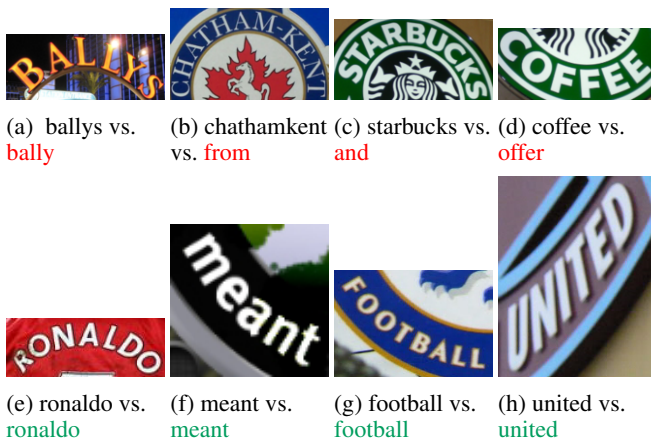 BALLYS
CHATHAM-KENT
STARBUCKS
COFFEE
(a) ballys vs. bally
(b) chathamkent vs. from
(c) starbucks vs. and
(d) coffee vs. offer
RONALDO
meant
FOOTBALL
UNITED
(e) ronaldo vs. ronaldo
(f) meant vs. meant
(g) football vs. football
(h) united vs. united